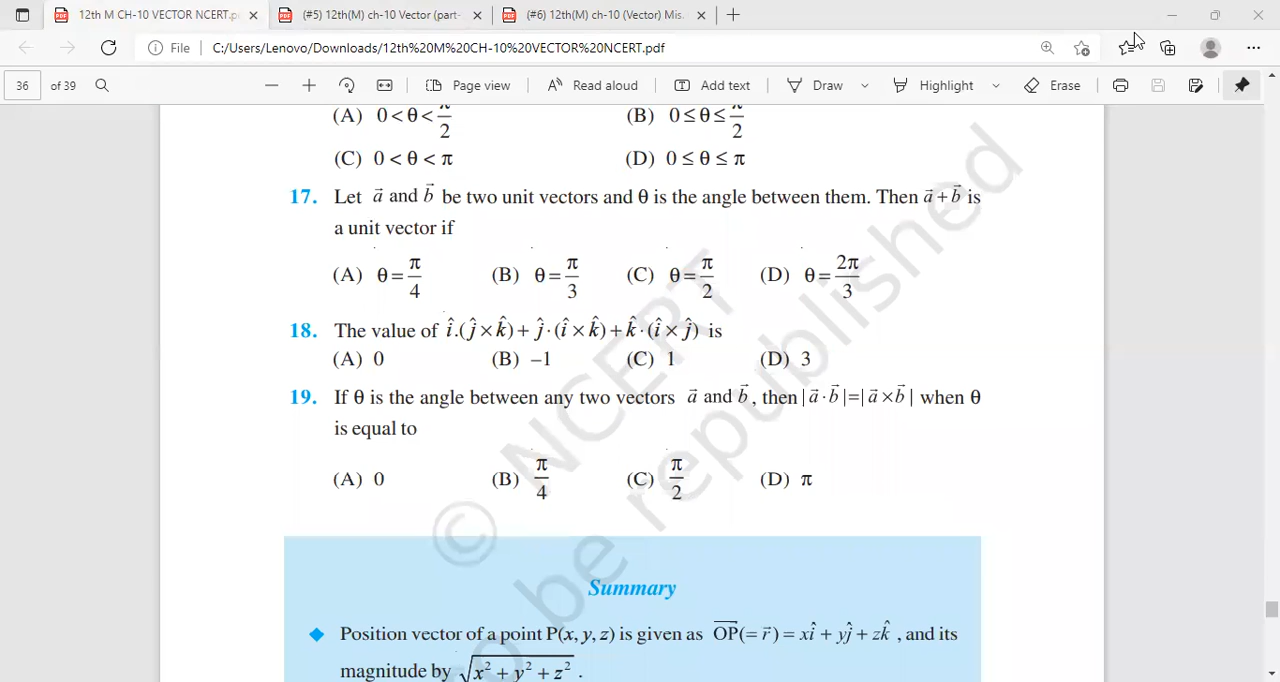 12th M CH-10 VECTOR NCERT.p
(#5) 12th(M) ch-10 Vector (part-
(#6) 12th(M) ch-10 (Vector) Mis.
File | C:/Users/Lenovo/Downloads/12th%20M%20CH-10%20VECTOR%20NCERT.pdf
36 of 39 Page view Read aloud Add text Draw Highlight Erase
(A) 0 < θ < π/2 (B) 0 ≤ θ ≤ π/2
(C) 0 < θ < π (D) 0 ≤ θ ≤ π
17. Let a⃗ and b⃗ be two unit vectors and θ is the angle between them. Then a⃗ + b⃗ is
a unit vector if
(A) θ = π/4 (B) θ = π/3 (C) θ = π/2 (D) θ = 2π/3
18. The value of î.(ĵ × k̂) + ĵ·(î × k̂) + k̂·(î × ĵ) is
(A) 0 (B) –1 (C) 1 (D) 3
19. If θ is the angle between any two vectors a⃗ and b⃗, then |a⃗·b⃗| = |a⃗ × b⃗| when θ
is equal to
(A) 0 (B) π/4 (C) π/2 (D) π
© NCERT
be republished
Summary
Position vector of a point P(x, y, z) is given as OP⃗(= r⃗) = xî + yĵ + zk̂, and its
magnitude by √(x² + y² + z²).